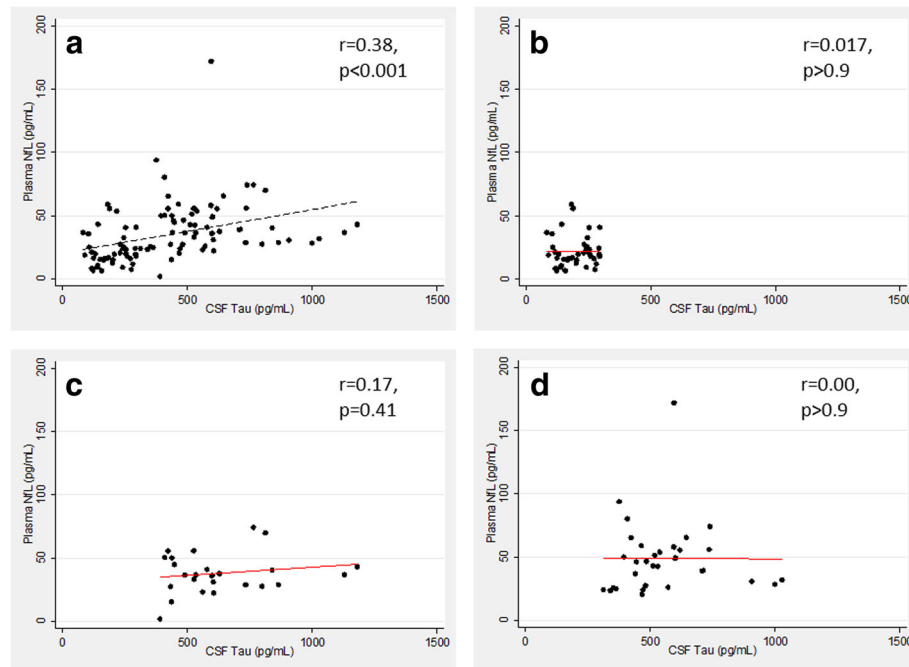 a
r=0.38,
p<0.001
Plasma NfL (pg/mL)
200
150
100
50
0
0
500
1000
1500
CSF Tau (pg/mL)
b
r=0.017,
p>0.9
Plasma NfL (pg/mL)
200
150
100
50
0
0
500
1000
1500
CSF Tau (pg/mL)
c
r=0.17,
p=0.41
Plasma NfL (pg/mL)
200
150
100
50
0
0
500
1000
1500
CSF Tau (pg/mL)
d
r=0.00,
p>0.9
Plasma NfL (pg/mL)
200
150
100
50
0
0
500
1000
1500
CSF Tau (pg/mL)